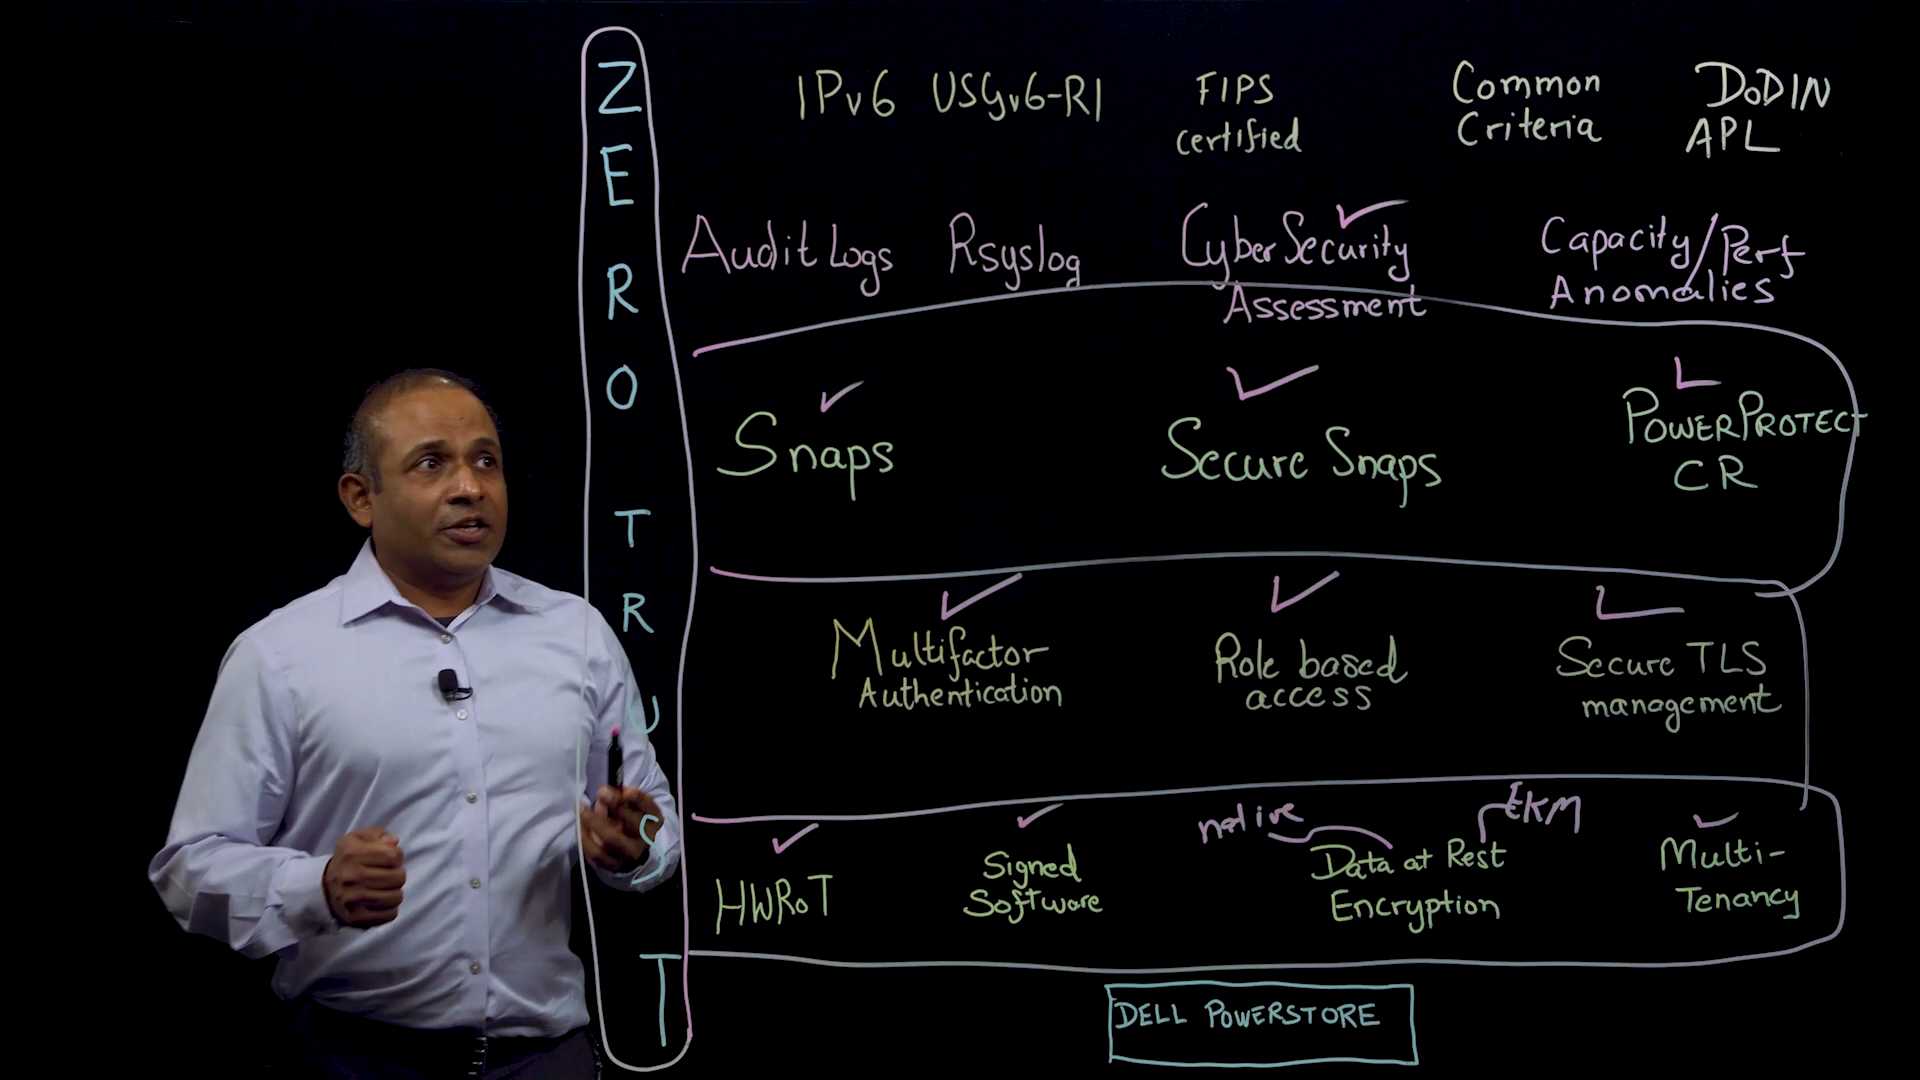 ZERO TRUST
IPv6 USGv6-R1
FIPS
certified
Common
Criteria
DoDIN
APL
Audit Logs
Rsyslog
CyberSecurity
Assessment
Capacity/Perf
Anomalies
Snaps
Secure Snaps
POWERPROTECT
CR
Multifactor
Authentication
Role based
access
Secure TLS
management
HWRoT
Signed
Software
native
EKM
Data at Rest
Encryption
Multi-
Tenancy
DELL POWERSTORE